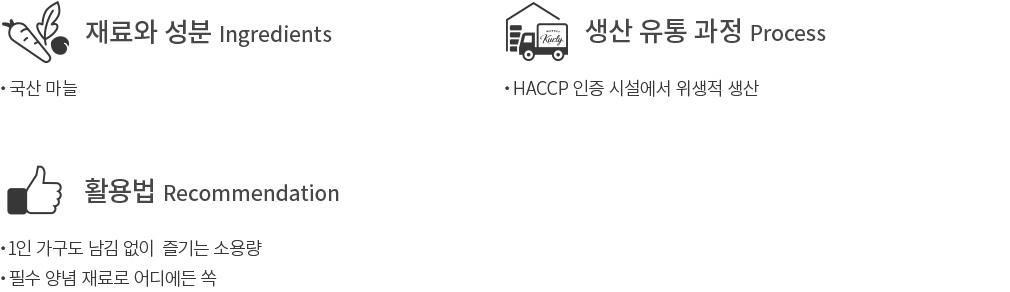 재료와 성분 Ingredients
• 국산 마늘
Kurly
생산 유통 과정 Process
• HACCP 인증 시설에서 위생적 생산
활용법 Recommendation
• 1인 가구도 남김 없이 즐기는 소용량
• 필수 양념 재료로 어디에든 쏙